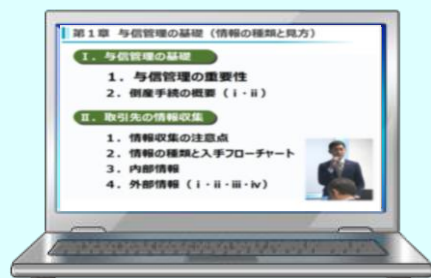 第1章 与信管理の基礎（情報の種類と見方）
Ⅰ．与信管理の基礎
1．与信管理の重要性
2．倒産手続の概要（ⅰ・ⅱ）
Ⅱ．取引先の情報収集
1．情報収集の注意点
2．情報の種類と入手フローチャート
3．内部情報
4．外部情報（ⅰ・ⅱ・ⅲ・ⅳ）